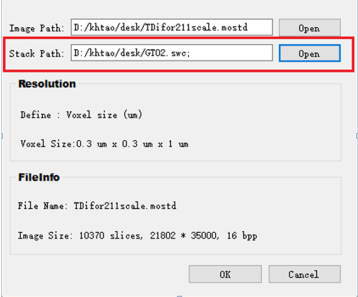 Image Path: D:/khtao/desk/TDifor211scale.mostd Open
Stack Path: D:/khtao/desk/GT02.swc; Open
Resolution
Define : Voxel size (um)
Voxel Size:0.3 um x 0.3 um x 1 um
FileInfo
File Name: TDifor211scale.mostd
Image Size: 10370 slices, 21802 * 35000, 16 bpp
OK Cancel